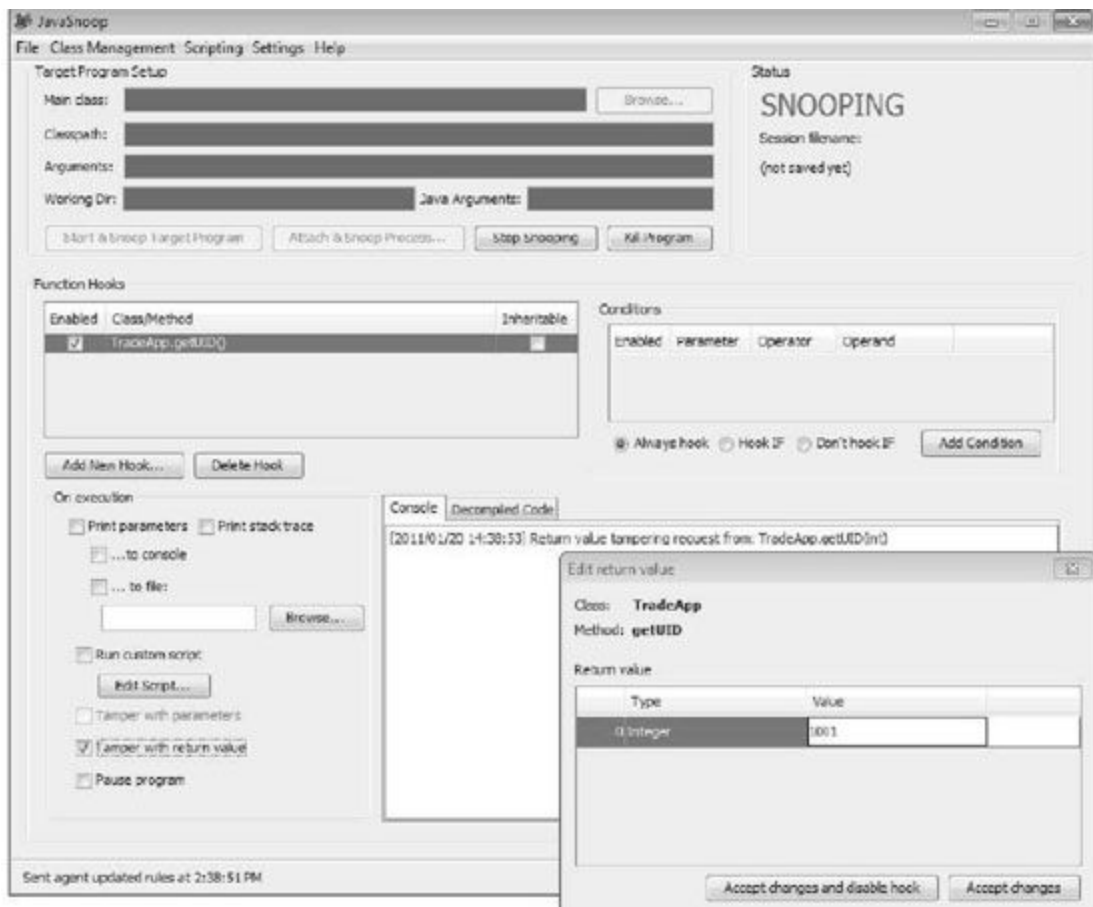 JavaSnoop
File Class Management Scripting Settings Help
Target Program Setup
Main class:
Browse...
Classpath:
Arguments:
Working Dir:
Java Arguments:
Start & Snoop Target Program
Attach & Snoop Process...
Stop Snooping
Kill Program
Status
SNOOPING
Session filename:
(not saved yet)
Function Hooks
Enabled Class/Method Inheritable
TradeApp.getUID()
Add New Hook...
Delete Hook
Conditions
Enabled Parameter Operator Operand
Always hook Hook IF Don't hook IF
Add Condition
On execution
Print parameters Print stack trace
...to console
... to file:
Browse...
Run custom script
Edit Script...
Tamper with parameters
Tamper with return value
Pause program
Console Decompiled Code
[2011/01/20 14:38:53] Return value tampering request from: TradeApp.getUID(int)
Edit return value
Class: TradeApp
Method: getUID
Return value
Type Value
0 Integer 1001
Accept changes and disable hook
Accept changes
Sent agent updated rules at 2:38:51 PM